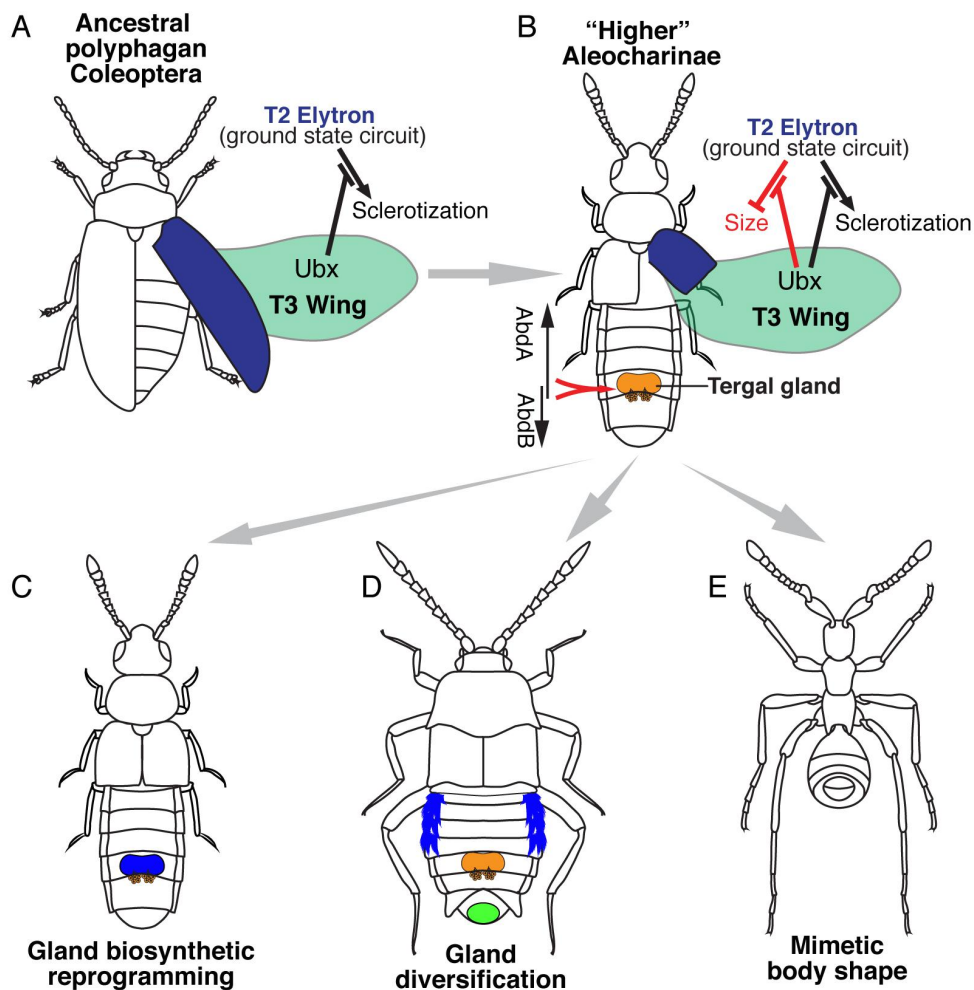 A
Ancestral
polyphagan
Coleoptera
T2 Elytron
(ground state circuit)
Sclerotization
Ubx
T3 Wing
B
“Higher”
Aleocharinae
T2 Elytron
(ground state circuit)
Size
Sclerotization
Ubx
T3 Wing
AbdA
AbdB
Tergal gland
C
Gland biosynthetic
reprogramming
D
Gland
diversification
E
Mimetic
body shape